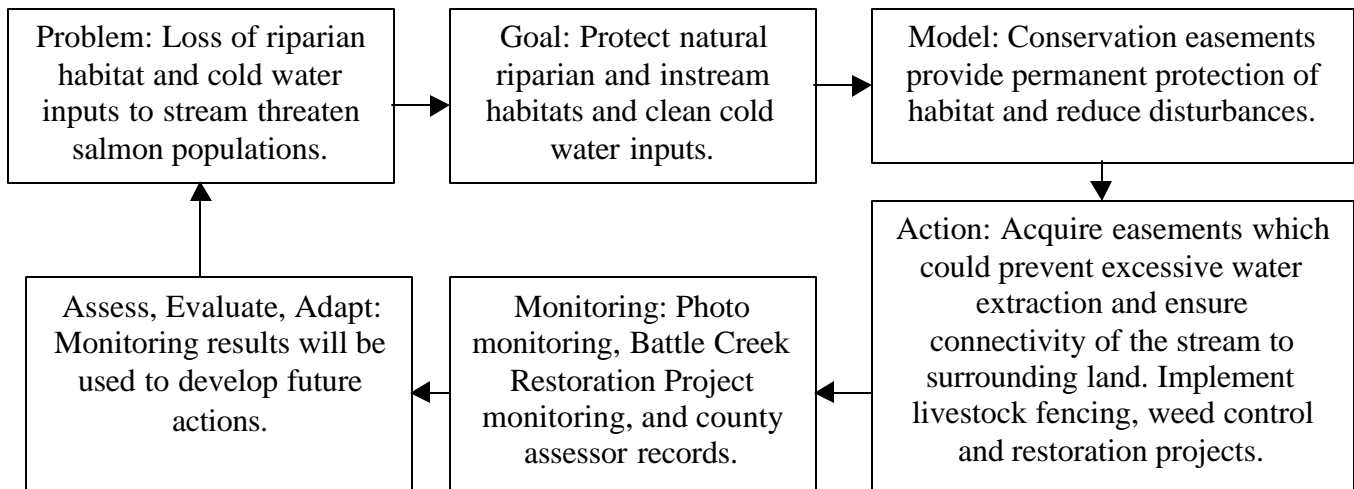 Problem: Loss of riparian
habitat and cold water
inputs to stream threaten
salmon populations.
Goal: Protect natural
riparian and instream
habitats and clean cold
water inputs.
Model: Conservation easements
provide permanent protection of
habitat and reduce disturbances.
Action: Acquire easements which
could prevent excessive water
extraction and ensure
connectivity of the stream to
surrounding land. Implement
livestock fencing, weed control
and restoration projects.
Monitoring: Photo
monitoring, Battle Creek
Restoration Project
monitoring, and county
assessor records.
Assess, Evaluate, Adapt:
Monitoring results will be
used to develop future
actions.